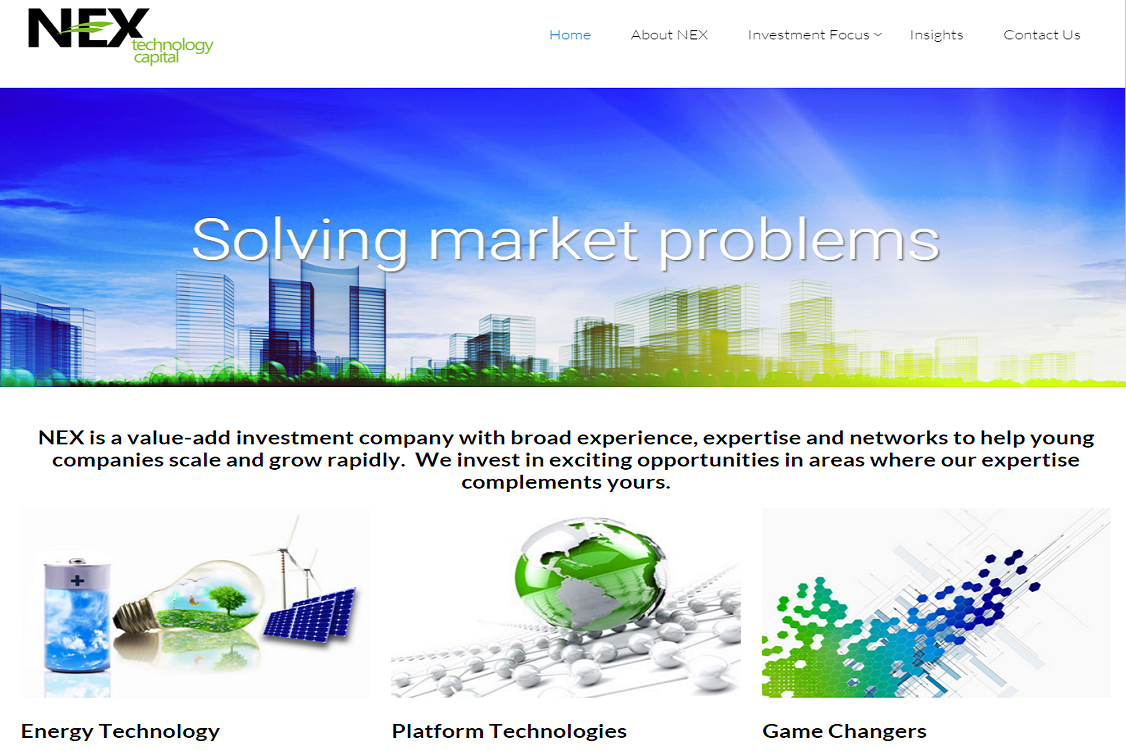 NEX
technology
capital
Home About NEX Investment Focus Insights Contact Us
Solving market problems
NEX is a value-add investment company with broad experience, expertise and networks to help young
companies scale and grow rapidly. We invest in exciting opportunities in areas where our expertise
complements yours.
Energy Technology Platform Technologies Game Changers